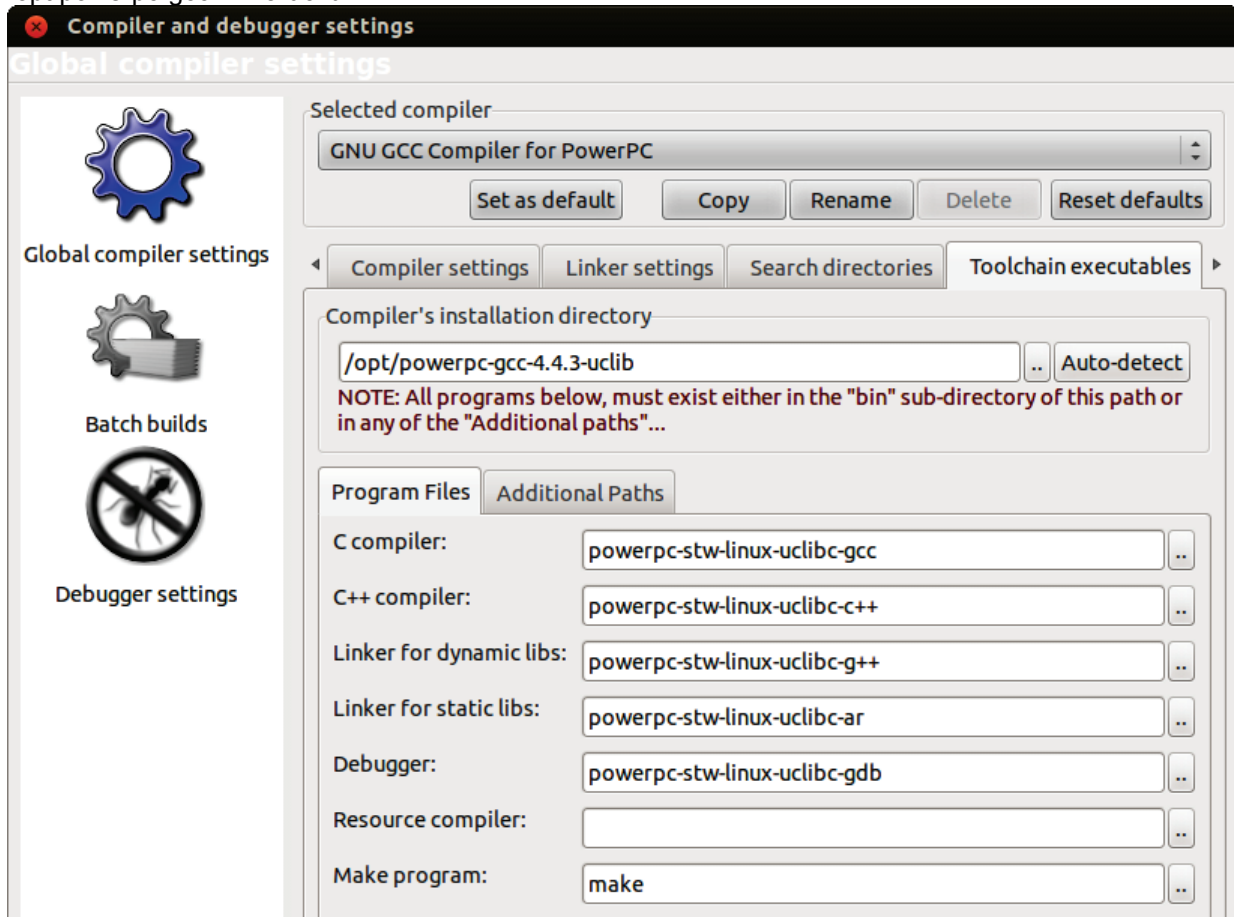 Compiler and debugger settings
Global compiler settings
Selected compiler
GNU GCC Compiler for PowerPC
Set as default Copy Rename Delete Reset defaults
Global compiler settings
Compiler settings Linker settings Search directories Toolchain executables
Compiler's installation directory
/opt/powerpc-gcc-4.4.3-uclib .. Auto-detect
NOTE: All programs below, must exist either in the "bin" sub-directory of this path or
in any of the "Additional paths"...
Batch builds
Program Files Additional Paths
C compiler: powerpc-stw-linux-uclibc-gcc ..
Debugger settings
C++ compiler: powerpc-stw-linux-uclibc-c++ ..
Linker for dynamic libs: powerpc-stw-linux-uclibc-g++ ..
Linker for static libs: powerpc-stw-linux-uclibc-ar ..
Debugger: powerpc-stw-linux-uclibc-gdb ..
Resource compiler: ..
Make program: make ..